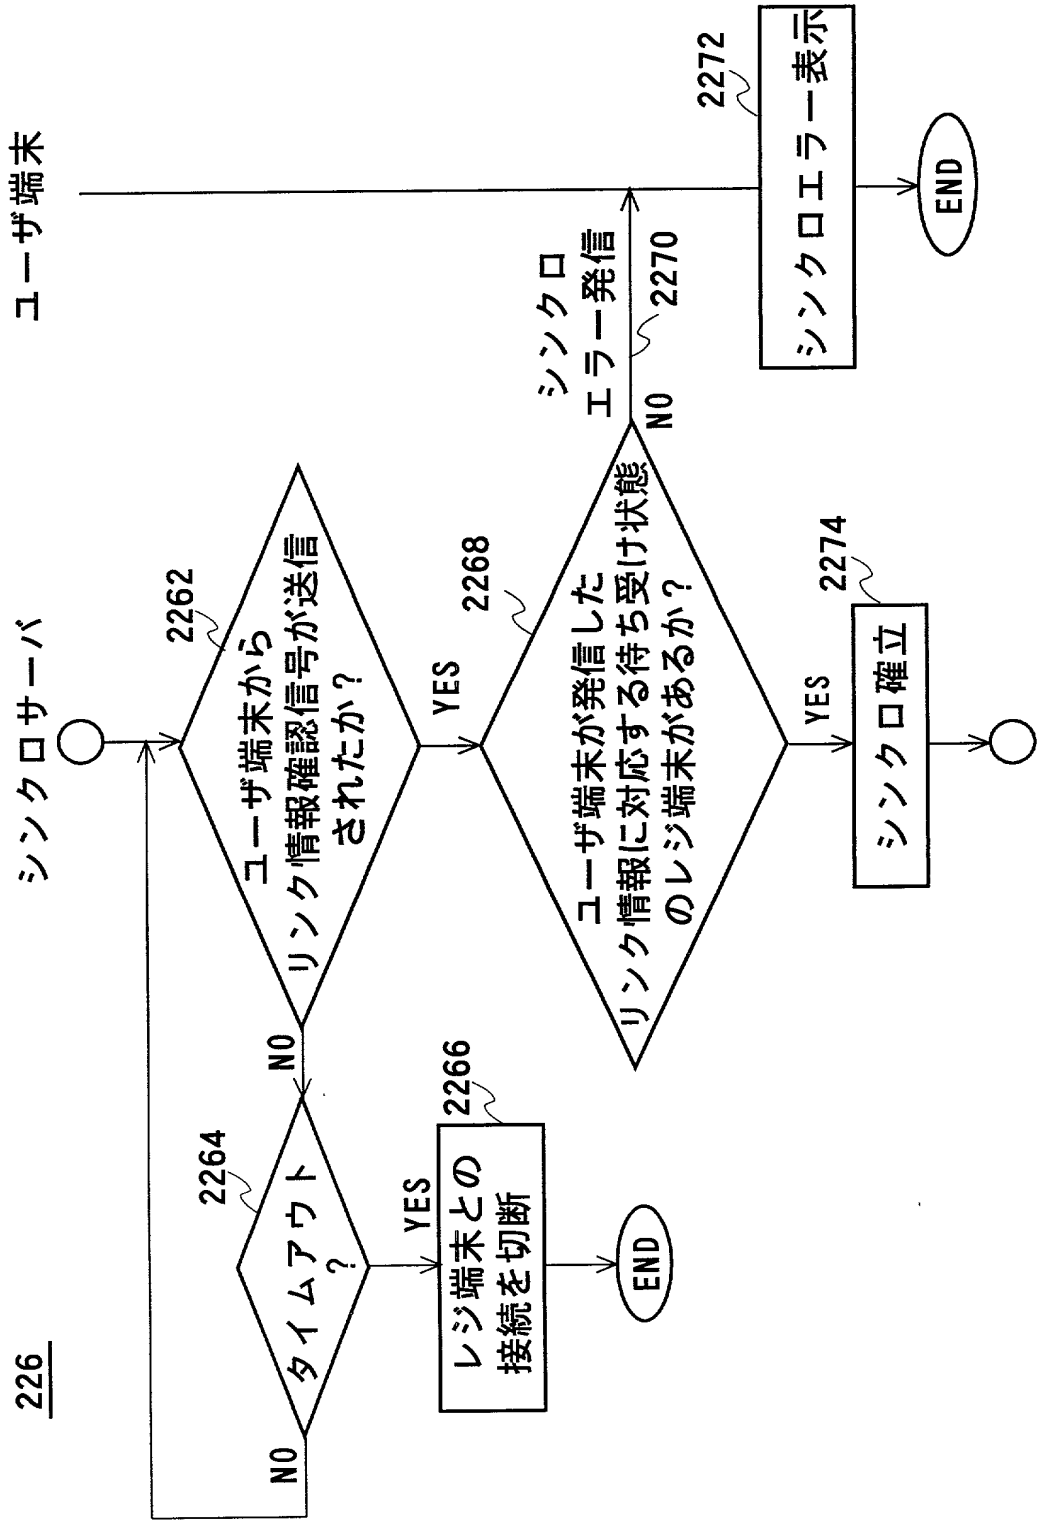 226
シンクロサーバ
ユーザ端末
2262
ユーザ端末から
リンク情報確認信号が送信
されたか？
NO
YES
2264
タイムアウト
？
NO
YES
2266
レジ端末との
接続を切断
END
2268
ユーザ端末が発信した
リンク情報に対応する待ち受け状態
のレジ端末があるか？
NO
YES
シンクロ
エラー発信
2270
2272
シンクロエラー表示
END
2274
シンクロ確立